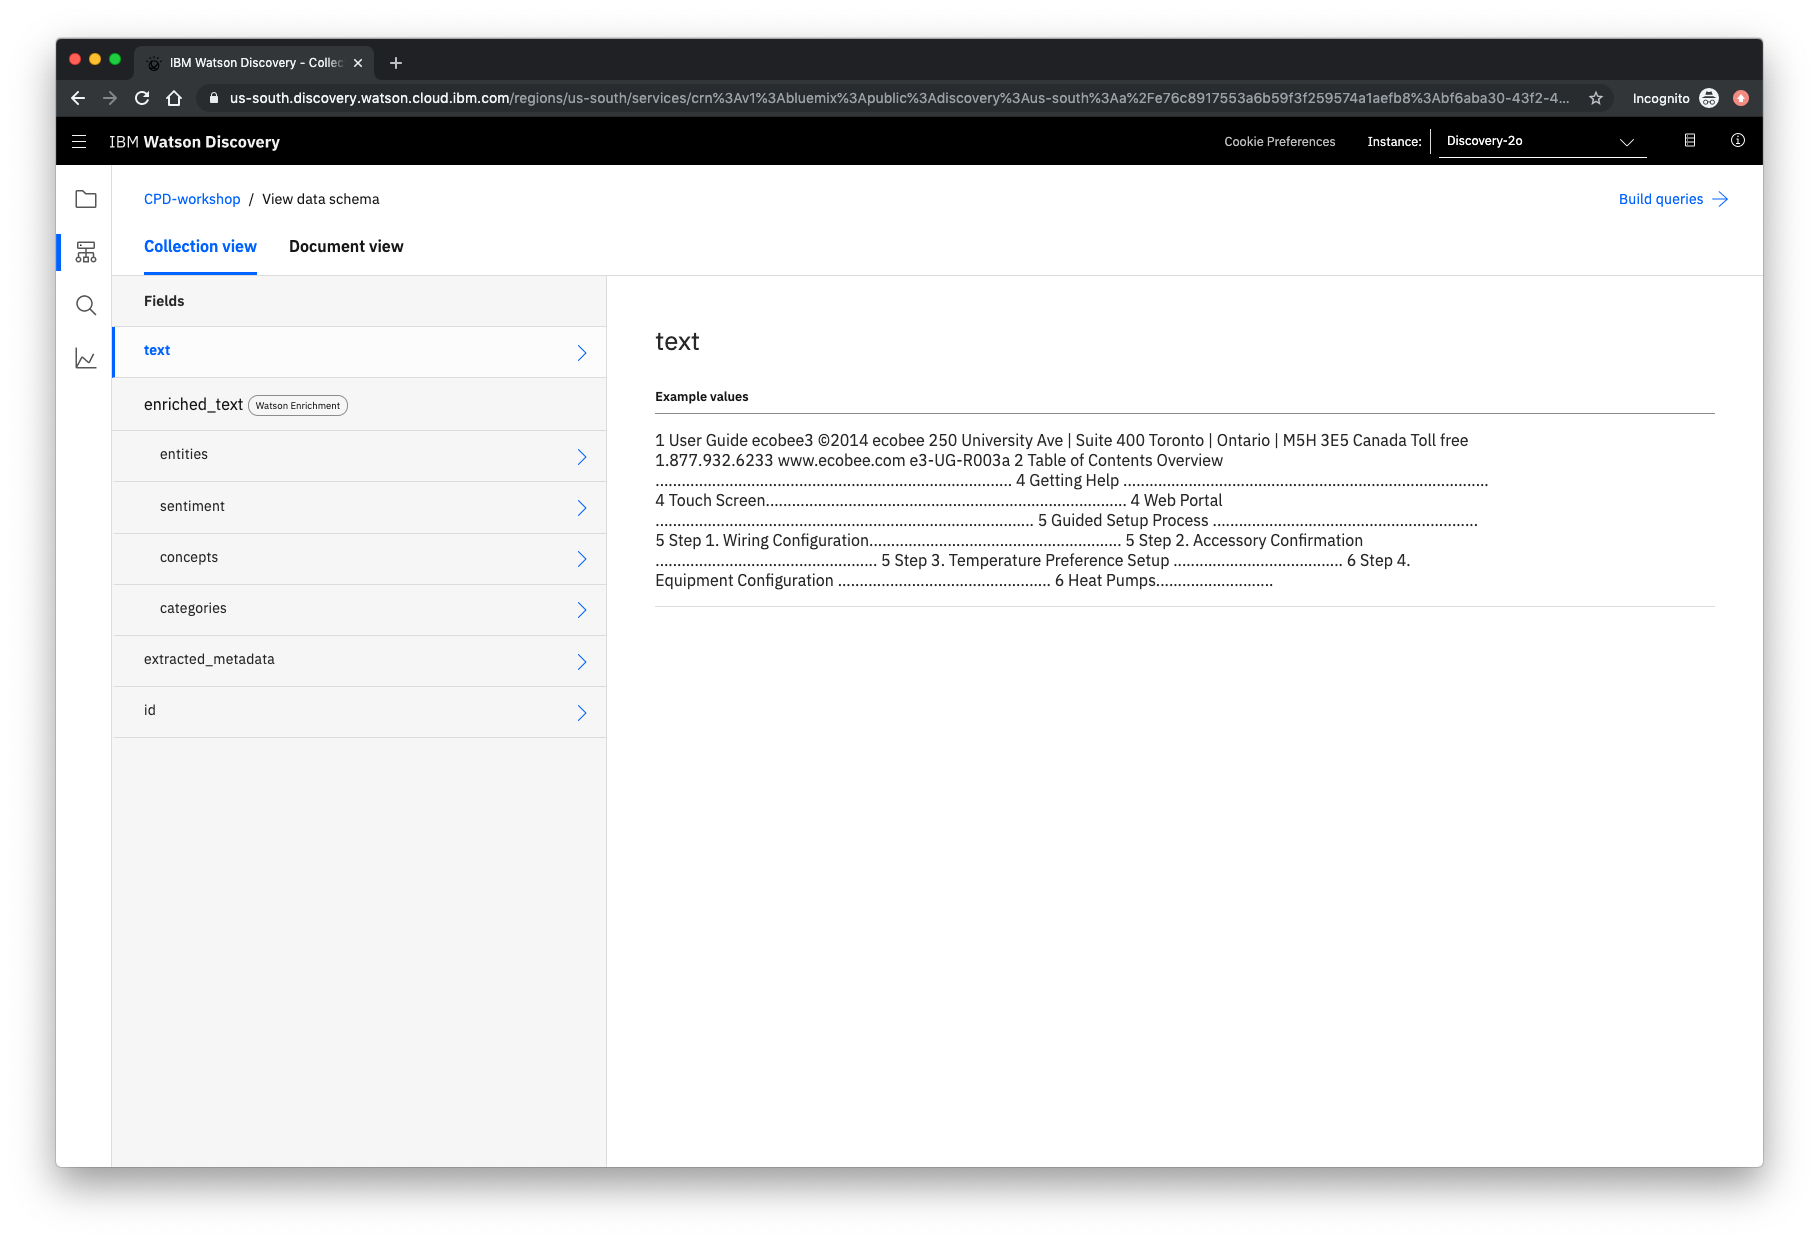 IBM Watson Discovery - Collec
us-south.discovery.watson.cloud.ibm.com/regions/us-south/services/crn%3Av1%3Abluemix%3Apublic%3Adiscovery%3Aus-south%3Aa%2Fe76c8917553a6b59f3f259574a1aefb8%3Abf6aba30-43f2-4...
Incognito
IBM Watson Discovery
Cookie Preferences
Instance:
Discovery-2o
CPD-workshop / View data schema
Build queries
Collection view
Document view
Fields
text
enriched_text Watson Enrichment
entities
sentiment
concepts
categories
extracted_metadata
id
text
Example values
1 User Guide ecobee3 ©2014 ecobee 250 University Ave | Suite 400 Toronto | Ontario | M5H 3E5 Canada Toll free
1.877.932.6233 www.ecobee.com e3-UG-R003a 2 Table of Contents Overview
.................................................................................. 4 Getting Help ....................................................................................
4 Touch Screen................................................................................... 4 Web Portal
....................................................................................... 5 Guided Setup Process .............................................................
5 Step 1. Wiring Configuration.......................................................... 5 Step 2. Accessory Confirmation
................................................... 5 Step 3. Temperature Preference Setup ....................................... 6 Step 4.
Equipment Configuration ................................................. 6 Heat Pumps...........................